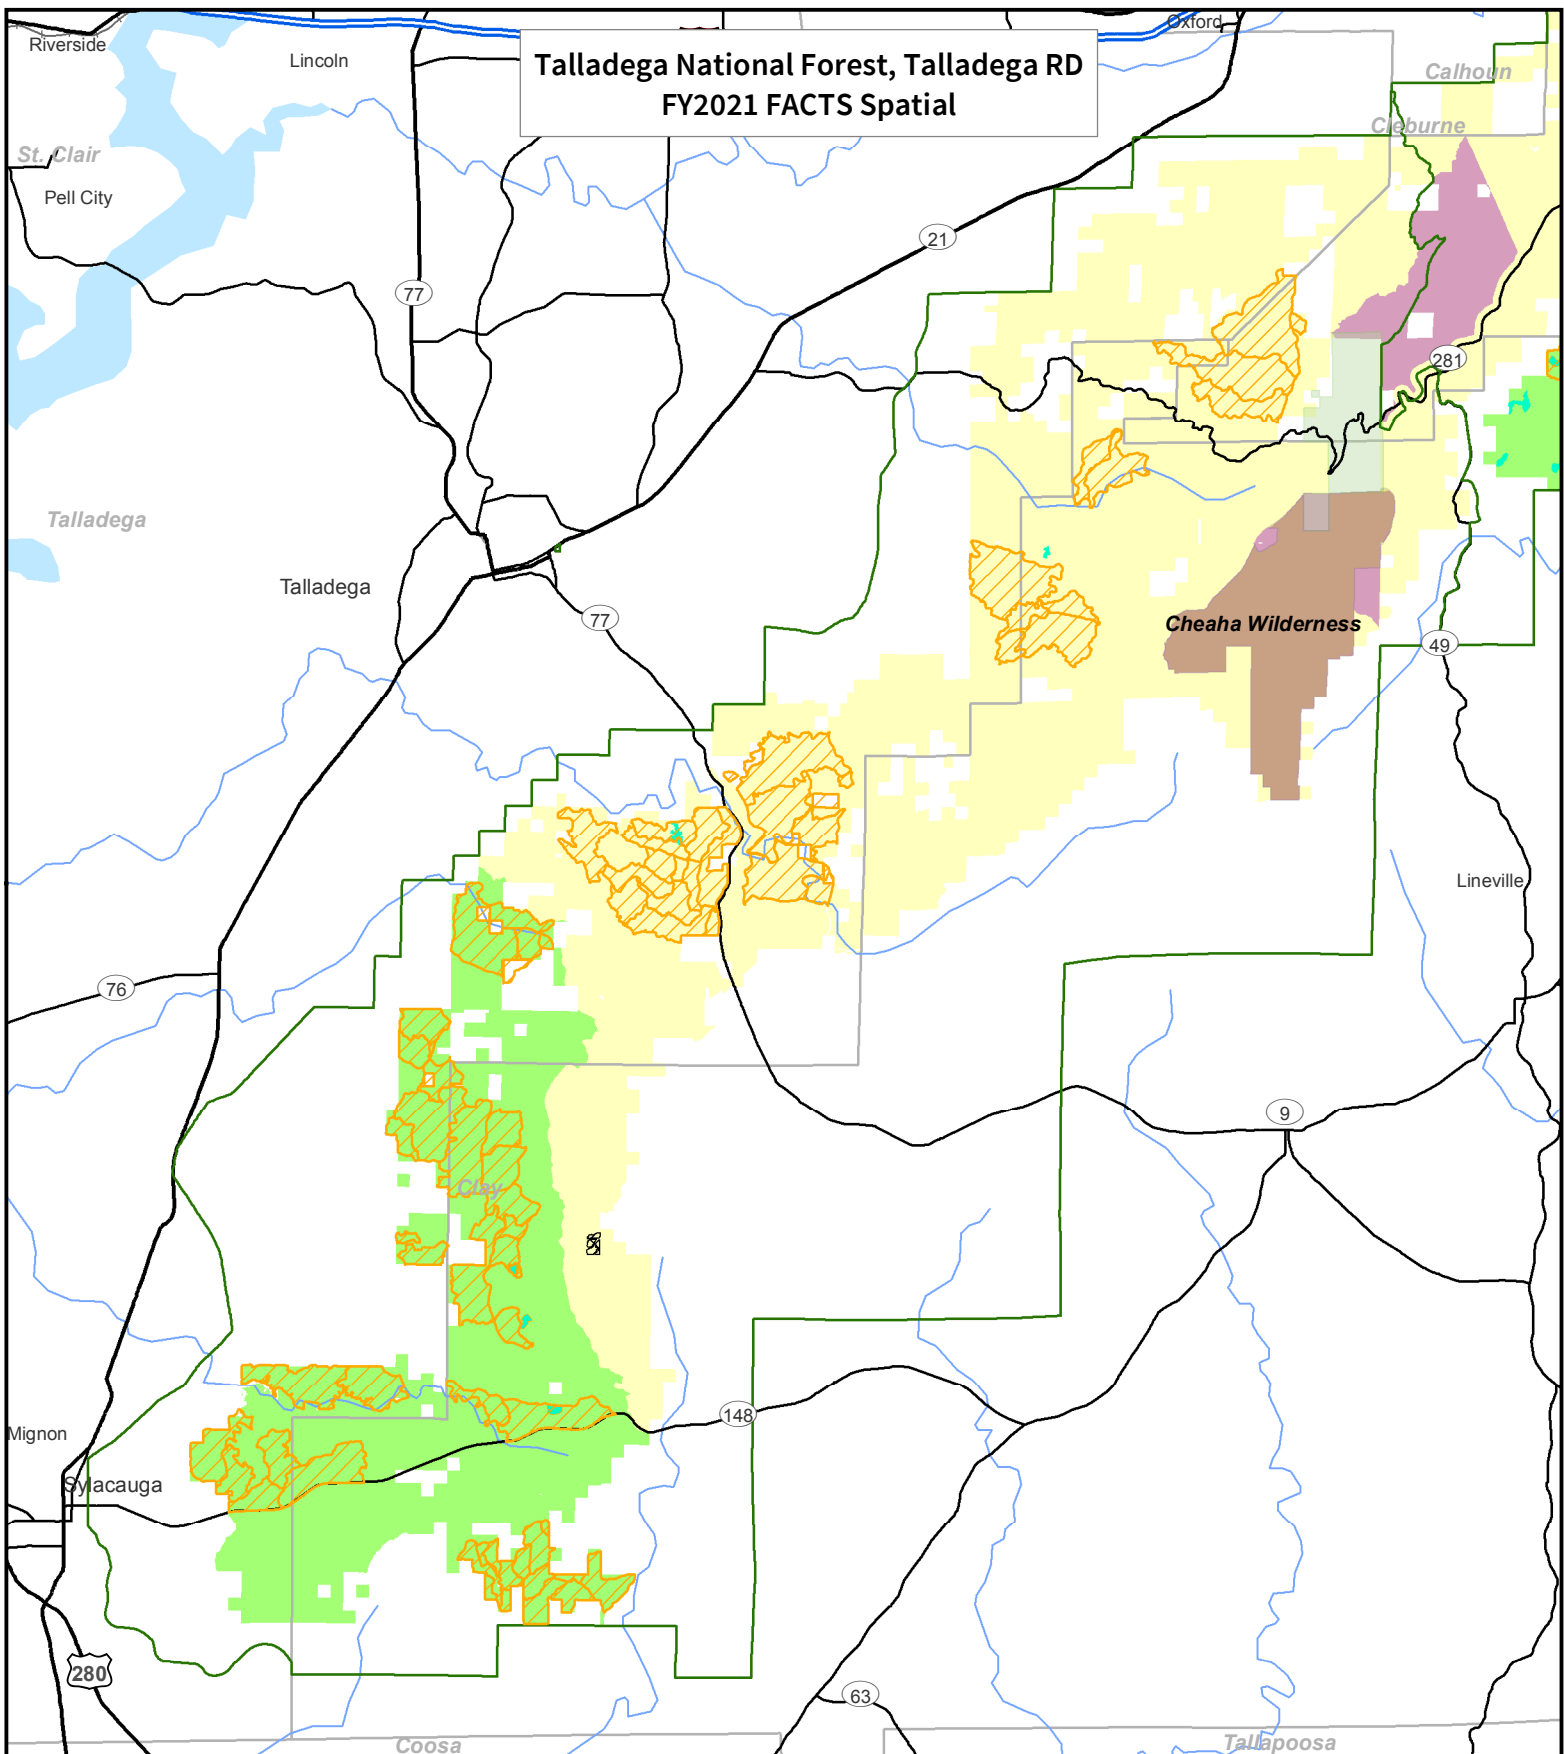 Oxford
Riverside
Lincoln
Talladega National Forest, Talladega RD
FY2021 FACTS Spatial
Calhoun
Cleburne
St. Clair
Pell City
21
77
281
Talladega
Talladega
77
Cheaha Wilderness
49
Lineville
76
9
Clay
148
Mignon
Sylacauga
280
63
Coosa
Tallapoosa